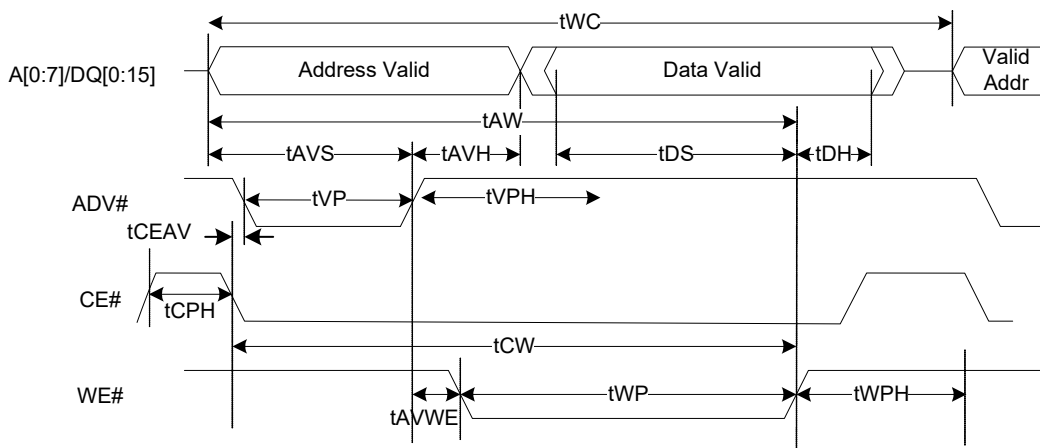 tWC
A[0:7]/DQ[0:15]
Address Valid
Data Valid
Valid
Addr
tAW
tAVS
tAVH
tDS
tDH
ADV#
tVP
tVPH
tCEAV
CE#
tCPH
tCW
WE#
tAVWE
tWP
tWPH